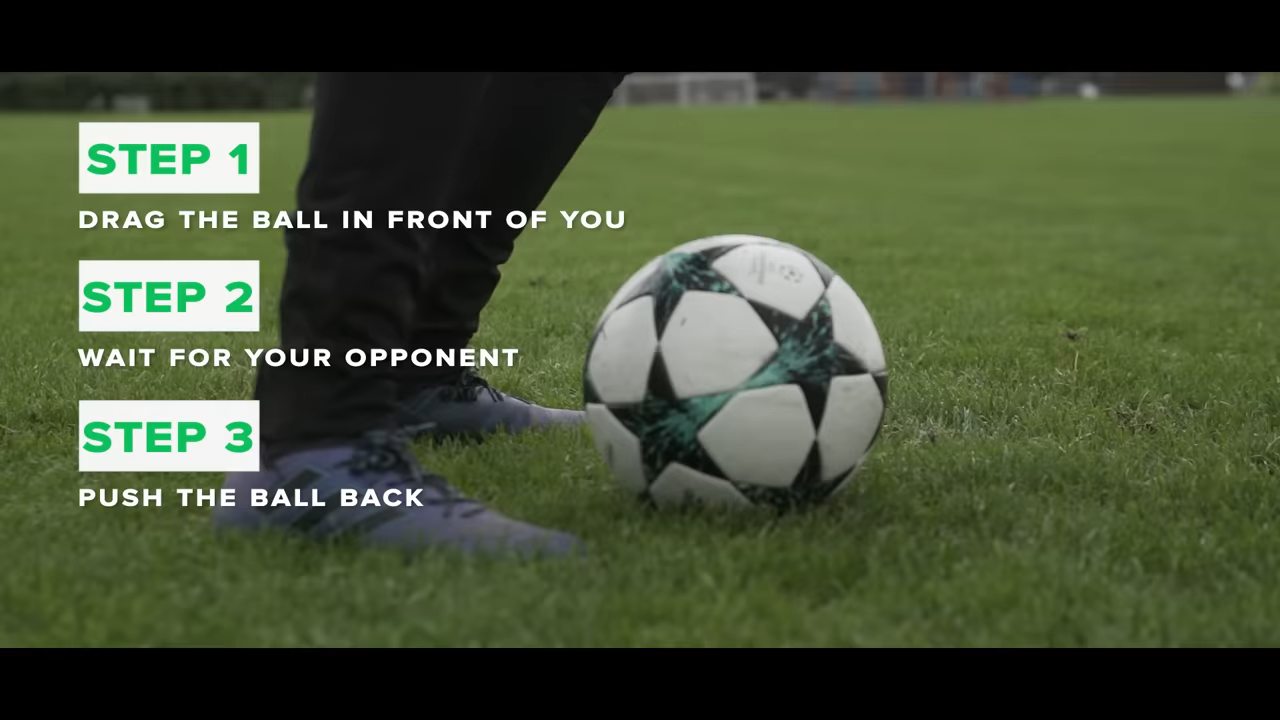 STEP 1
DRAG THE BALL IN FRONT OF YOU
STEP 2
WAIT FOR YOUR OPPONENT
STEP 3
PUSH THE BALL BACK